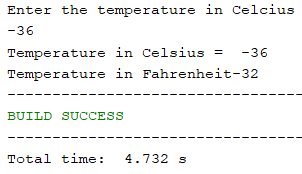 Enter the temperature in Celcius
-36
Temperature in Celsius =  -36
Temperature in Fahrenheit-32
---------------------------------
BUILD SUCCESS
---------------------------------
Total time:  4.732 s